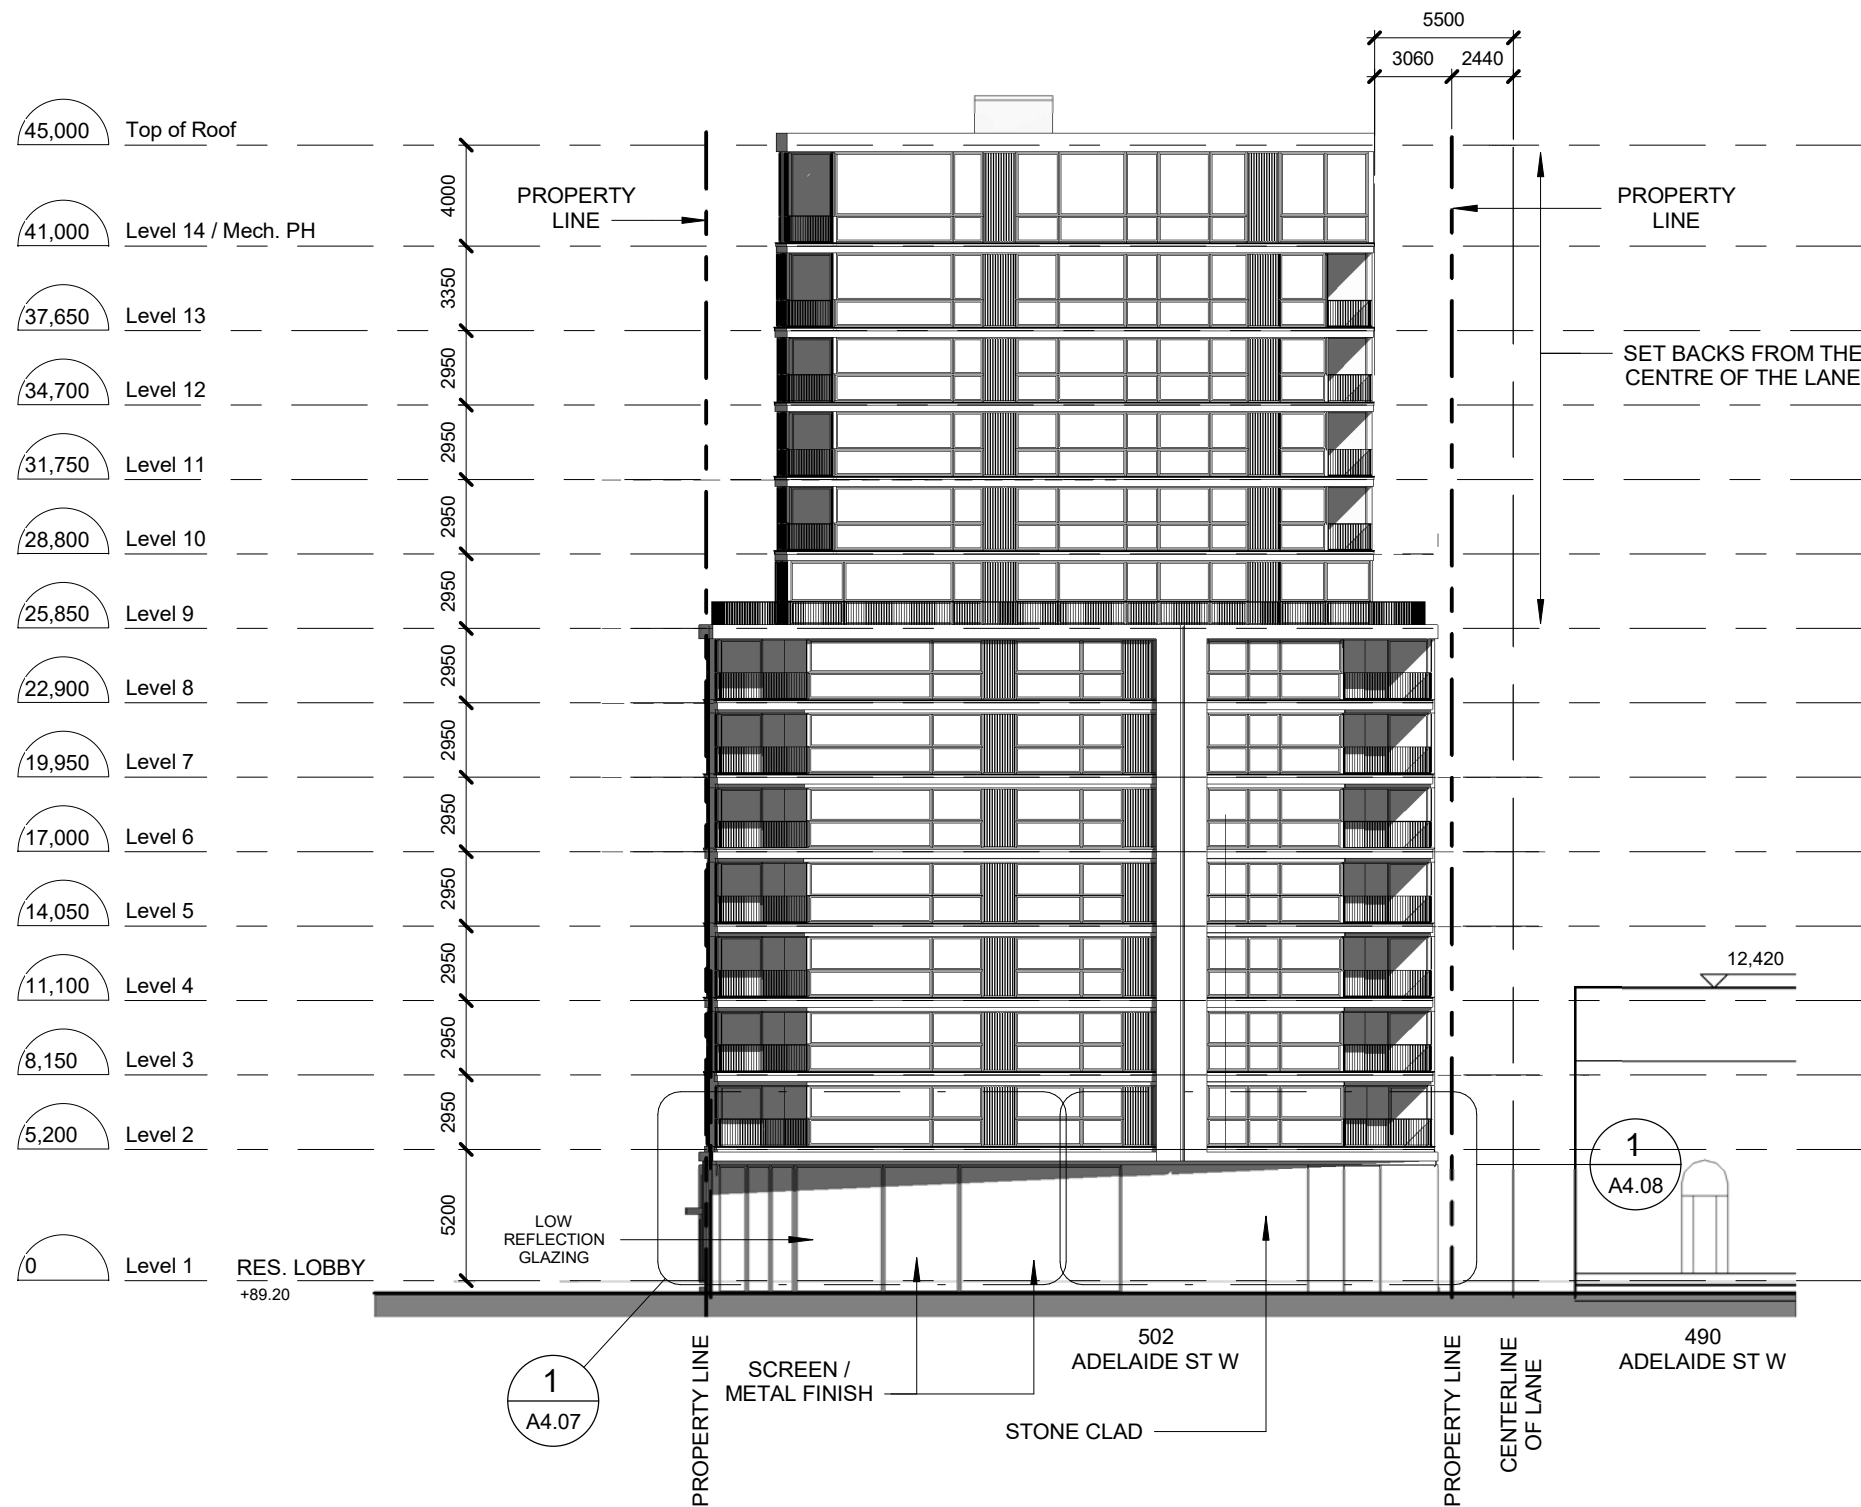 5500
3060 2440
45,000 Top of Roof
4000
PROPERTY
LINE
PROPERTY
LINE
41,000 Level 14 / Mech. PH
3350
37,650 Level 13
2950
SET BACKS FROM THE
CENTRE OF THE LANE
34,700 Level 12
2950
31,750 Level 11
2950
28,800 Level 10
2950
25,850 Level 9
2950
22,900 Level 8
2950
19,950 Level 7
2950
17,000 Level 6
2950
14,050 Level 5
2950
11,100 Level 4
12,420
2950
8,150 Level 3
2950
5,200 Level 2
1
A4.08
5200
LOW
REFLECTION
GLAZING
0 Level 1 RES. LOBBY
+89.20
502
ADELAIDE ST W
490
ADELAIDE ST W
1
A4.07
PROPERTY LINE
SCREEN /
METAL FINISH
STONE CLAD
PROPERTY LINE
CENTERLINE
OF LANE